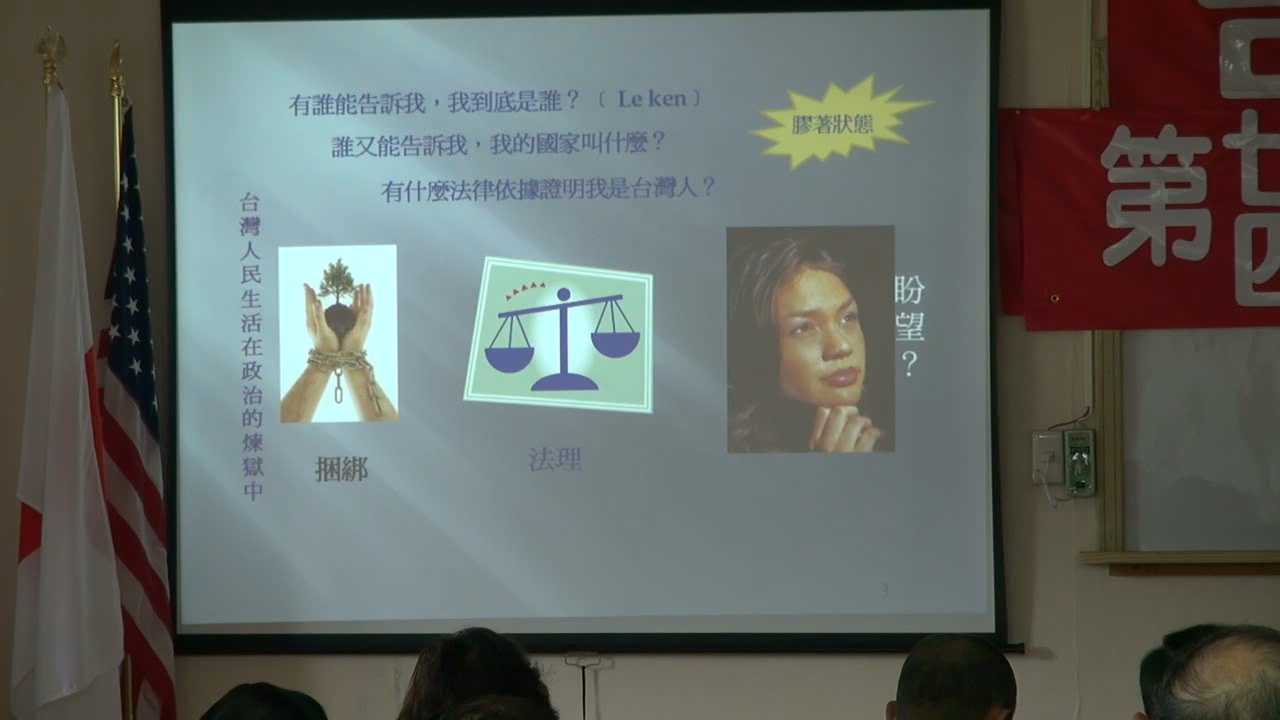 有誰能告訴我，我到底是誰？〔 Le ken 〕
誰又能告訴我，我的國家叫什麼？
有什麼法律依據證明我是台灣人？
膠著狀態
台灣人民生活在政治的煉獄中
捆綁
法理
盼望？
3
第廿四